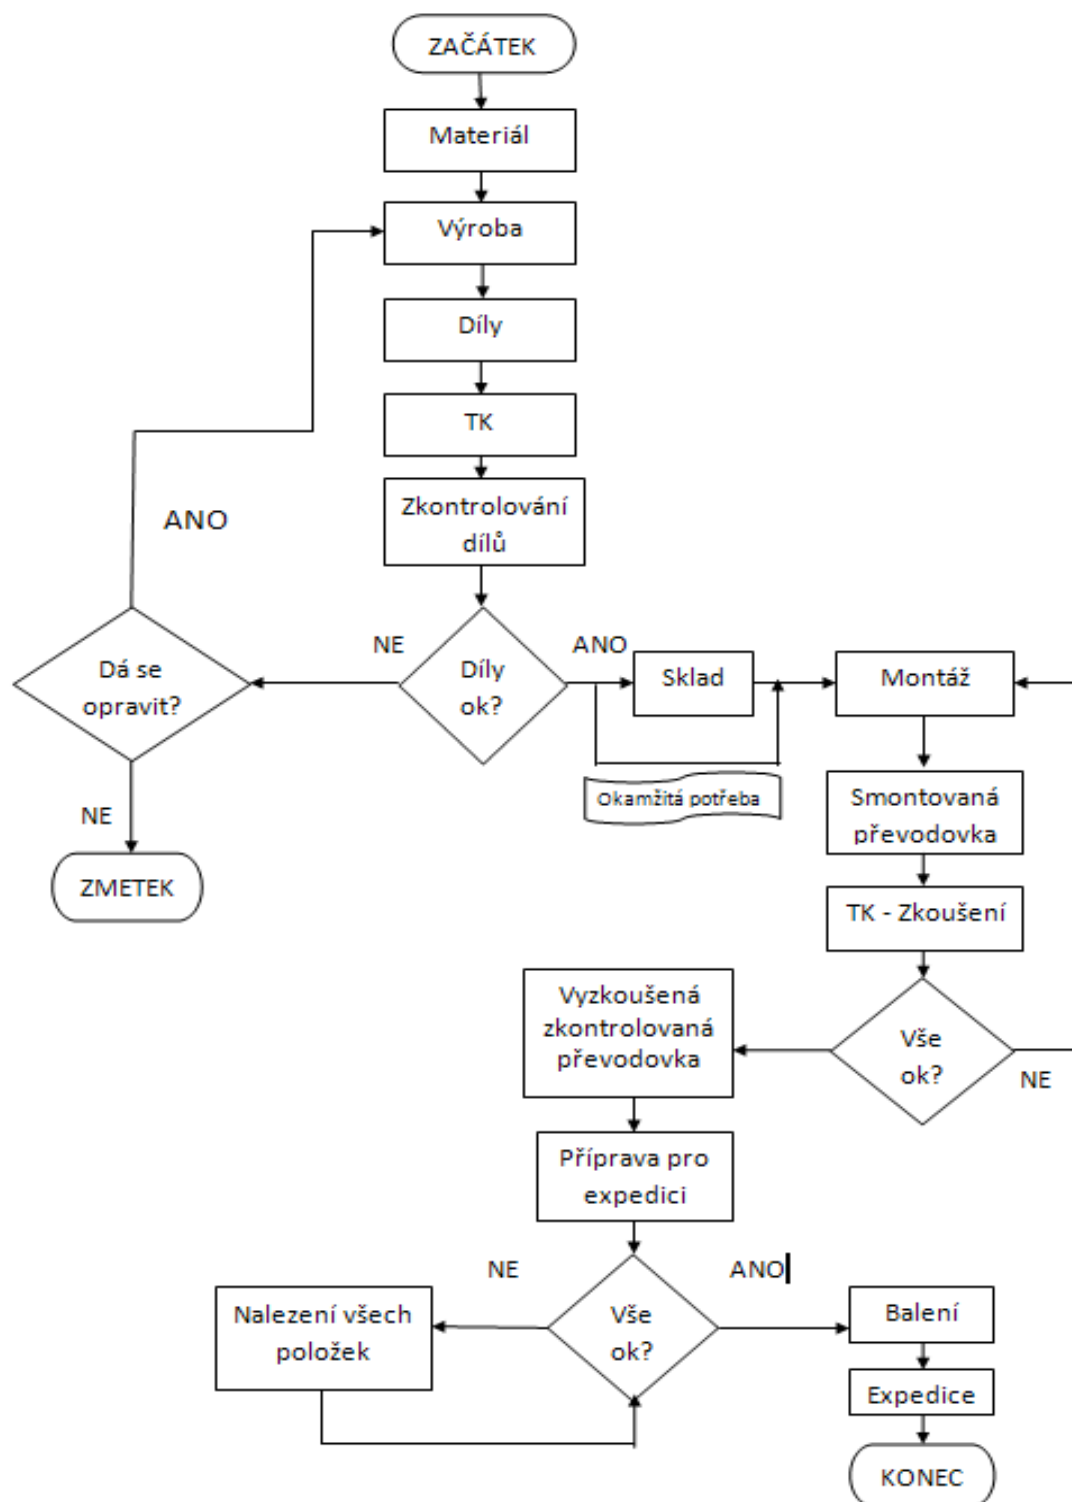 ZAČÁTEK
Materiál
Výroba
Díly
TK
Zkontrolování
dílů
ANO
NE
ANO
Dá se
opravit?
Díly
ok?
Sklad
Montáž
Okamžitá potřeba
Smontovaná
převodovka
NE
ZMETEK
TK - Zkoušení
Vyzkoušená
zkontrolovaná
převodovka
Vše
ok?
NE
Příprava pro
expedici
NE
ANO
Nalezení všech
položek
Vše
ok?
Balení
Expedice
KONEC